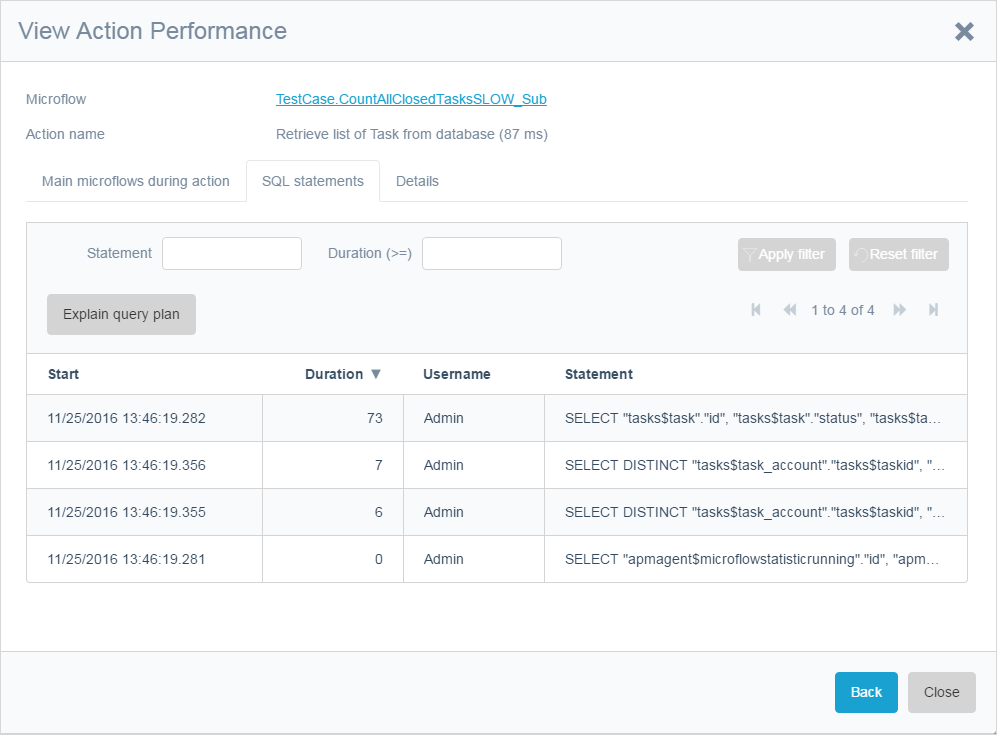 View Action Performance
Microflow TestCase.CountAllClosedTasksSLOW_Sub
Action name Retrieve list of Task from database (87 ms)
Main microflows during action SQL statements Details
Statement Duration (>=) Apply filter Reset filter
Explain query plan 1 to 4 of 4
Start Duration ▼ Username Statement
11/25/2016 13:46:19.282 73 Admin SELECT "tasks$task"."id", "tasks$task"."status", "tasks$ta...
11/25/2016 13:46:19.356 7 Admin SELECT DISTINCT "tasks$task_account"."tasks$taskid", "...
11/25/2016 13:46:19.355 6 Admin SELECT DISTINCT "tasks$task_account"."tasks$taskid", "...
11/25/2016 13:46:19.281 0 Admin SELECT "apmagent$microflowstatisticrunning"."id", "apm...
Back Close